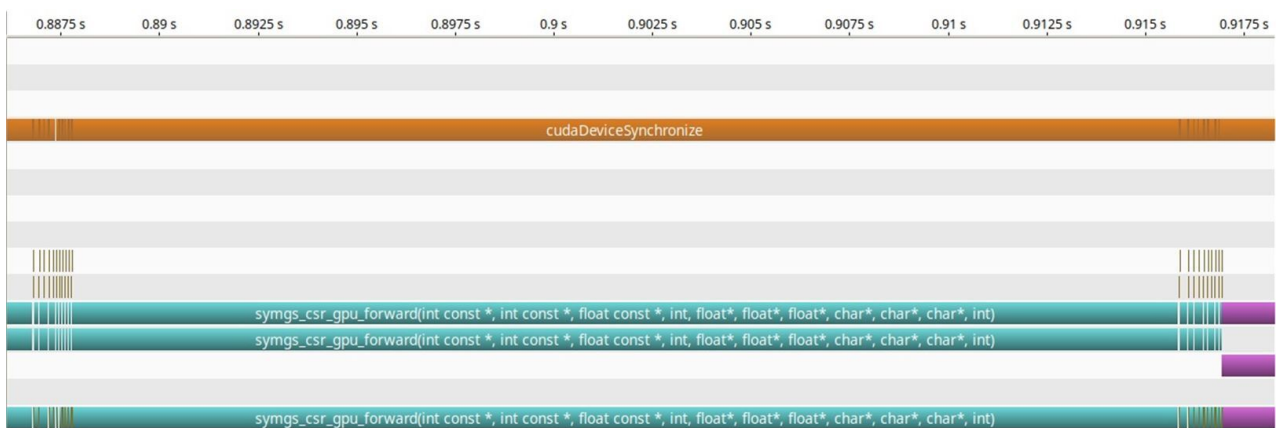 0.8875 s 0.89 s 0.8925 s 0.895 s 0.8975 s 0.9 s 0.9025 s 0.905 s 0.9075 s 0.91 s 0.9125 s 0.915 s 0.9175 s
cudaDeviceSynchronize
symgs_csr_gpu_forward(int const *, int const *, float const *, int, float*, float*, float*, char*, char*, char*, int)
symgs_csr_gpu_forward(int const *, int const *, float const *, int, float*, float*, float*, char*, char*, char*, int)
symgs_csr_gpu_forward(int const *, int const *, float const *, int, float*, float*, float*, char*, char*, char*, int)